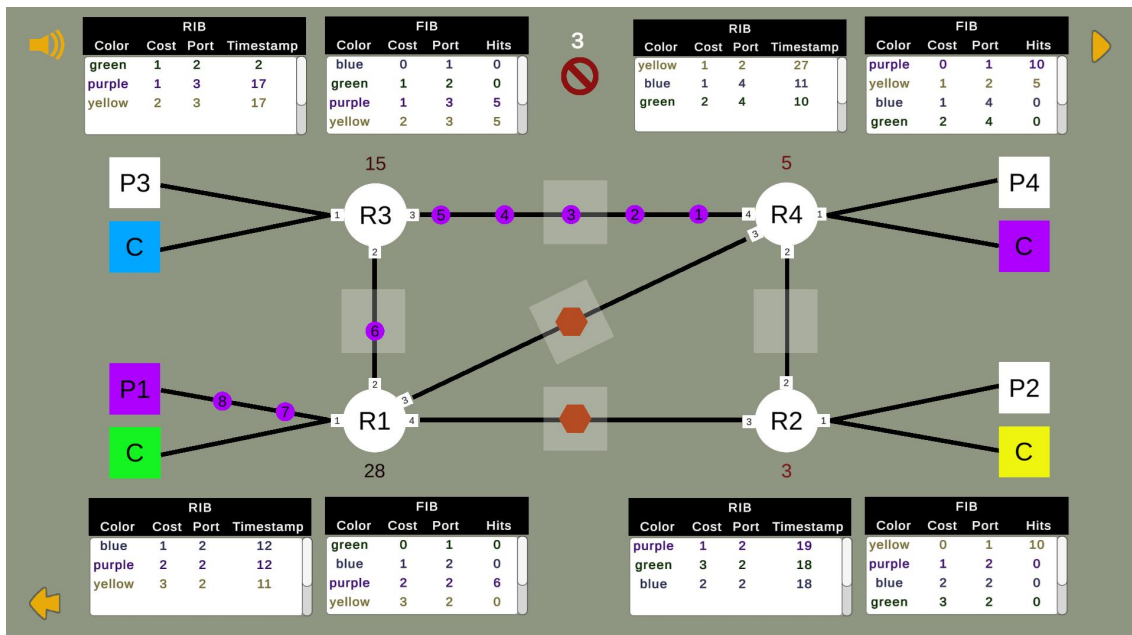 RIB
Color Cost Port Timestamp
green 1 2 2
purple 1 3 17
yellow 2 3 17
FIB
Color Cost Port Hits
blue 0 1 0
green 1 2 0
purple 1 3 5
yellow 2 3 5
3
RIB
Color Cost Port Timestamp
yellow 1 2 27
blue 1 4 11
green 2 4 10
FIB
Color Cost Port Hits
purple 0 1 10
yellow 1 2 5
blue 1 4 0
green 2 4 0
15
5
P3
C
1 R3 3
2
5 4 3 2 1
4 R4 1
3
2
P4
C
6
P1
C
8 7
2
3
1 R1 4
28
2
3 R2 1
3
P2
C
RIB
Color Cost Port Timestamp
blue 1 2 12
purple 2 2 12
yellow 3 2 11
FIB
Color Cost Port Hits
green 0 1 0
blue 1 2 0
purple 2 2 6
yellow 3 2 0
RIB
Color Cost Port Timestamp
purple 1 2 19
green 3 2 18
blue 2 2 18
FIB
Color Cost Port Hits
yellow 0 1 10
purple 1 2 0
blue 2 2 0
green 3 2 0